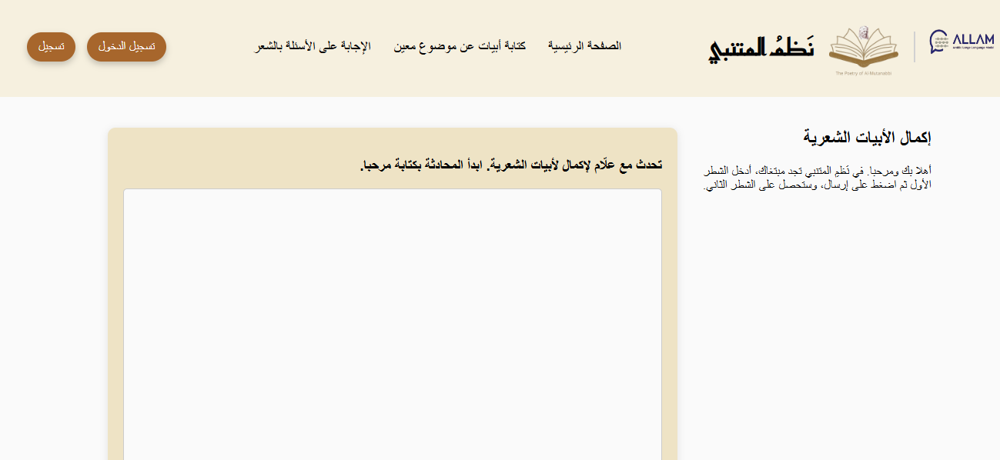 ALLAM
Arabic Large Language Model
The Poetry of Al-Mutanabbi
نَظمُ المتنبي
الصفحة الرئيسية
كتابة أبيات عن موضوع معين
الإجابة على الأسئلة بالشعر
تسجيل الدخول
تسجيل
إكمال الأبيات الشعرية
أهلا بك ومرحبا. في نَظمِ المتنبي تجد مبتغاك، أدخل الشطر
الأول ثم اضغط على إرسال، وستحصل على الشطر الثاني.
تحدث مع علّام لإكمال لأبيات الشعرية. ابدأ المحادثة بكتابة مرحبا.